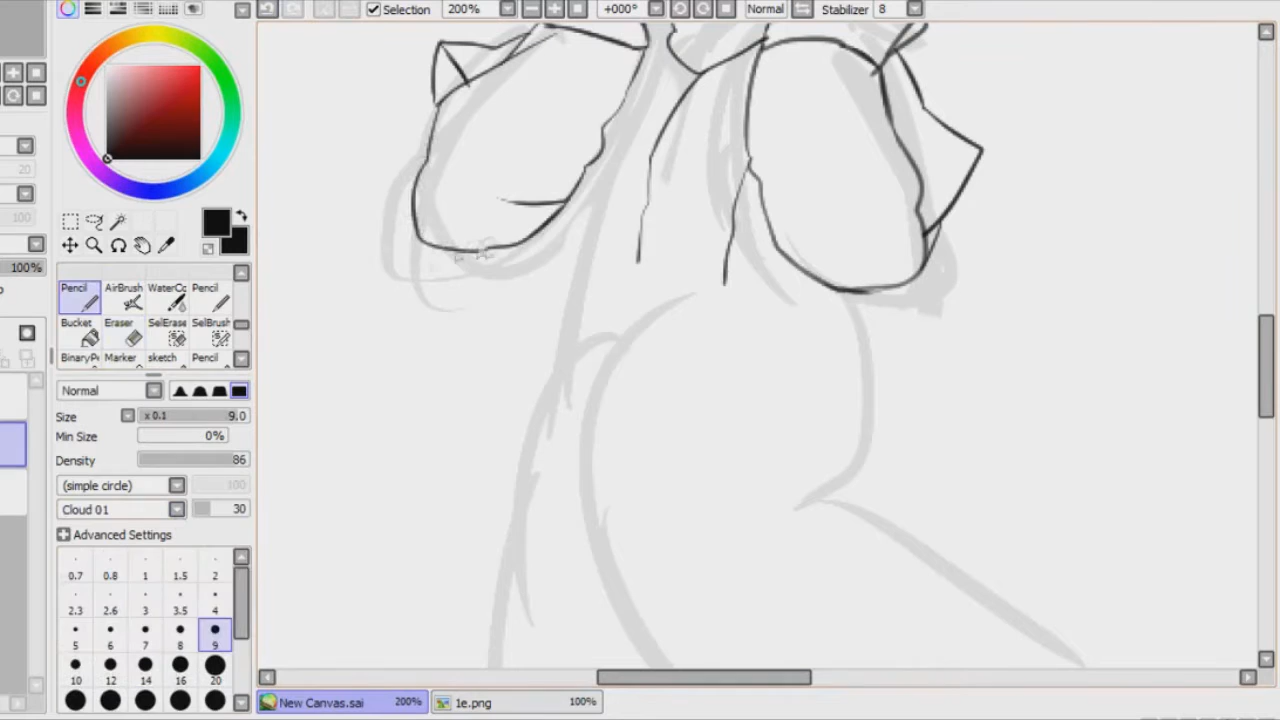 Selection 200% +000° Normal Stabilizer 8
20
100
100%
Pencil AirBrush WaterCo Pencil
Bucket Eraser SelErase SelBrush
BinaryPe Marker sketch Pencil
Normal
Size x 0.1 9.0
Min Size 0%
Density 86
(simple circle) 100
Cloud 01 30
Advanced Settings
0.7 0.8 1 1.5 2
2.3 2.6 3 3.5 4
5 6 7 8 9
10 12 14 16 20
New Canvas.sai 200% 1e.png 100%